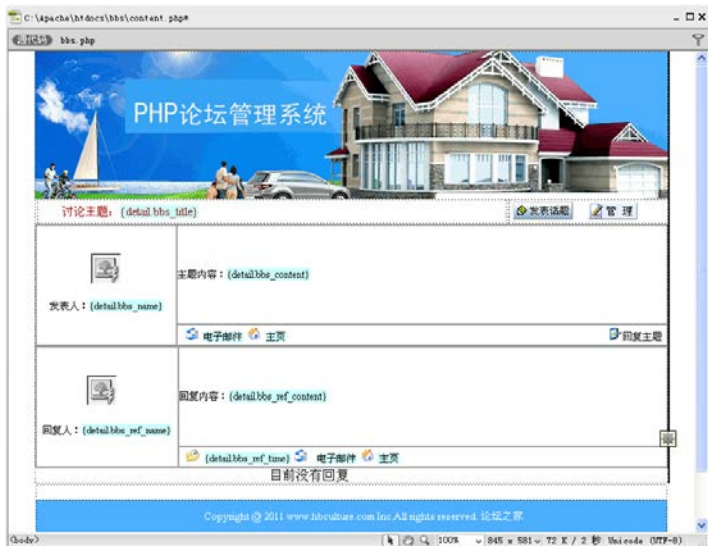 C:\Apache\htdocs\bbs\content.php*
源代码 bbs.php
PHP论坛管理系统
讨论主题：{detail.bbs_title}
发表话题 管 理
主题内容：{detail.bbs_content}
发表人：{detail.bbs_name}
电子邮件 主页 回复主题
回复内容：{detail.bbs_ref_content}
回复人：{detail.bbs_ref_name}
{detail.bbs_ref_time} 电子邮件 主页
目前没有回复
Copyright @ 2011 www.hbculture.com Inc.All rights reserved. 论坛之家
<body> 100% 845 x 581 72 K / 2 秒 Unicode (UTF-8)